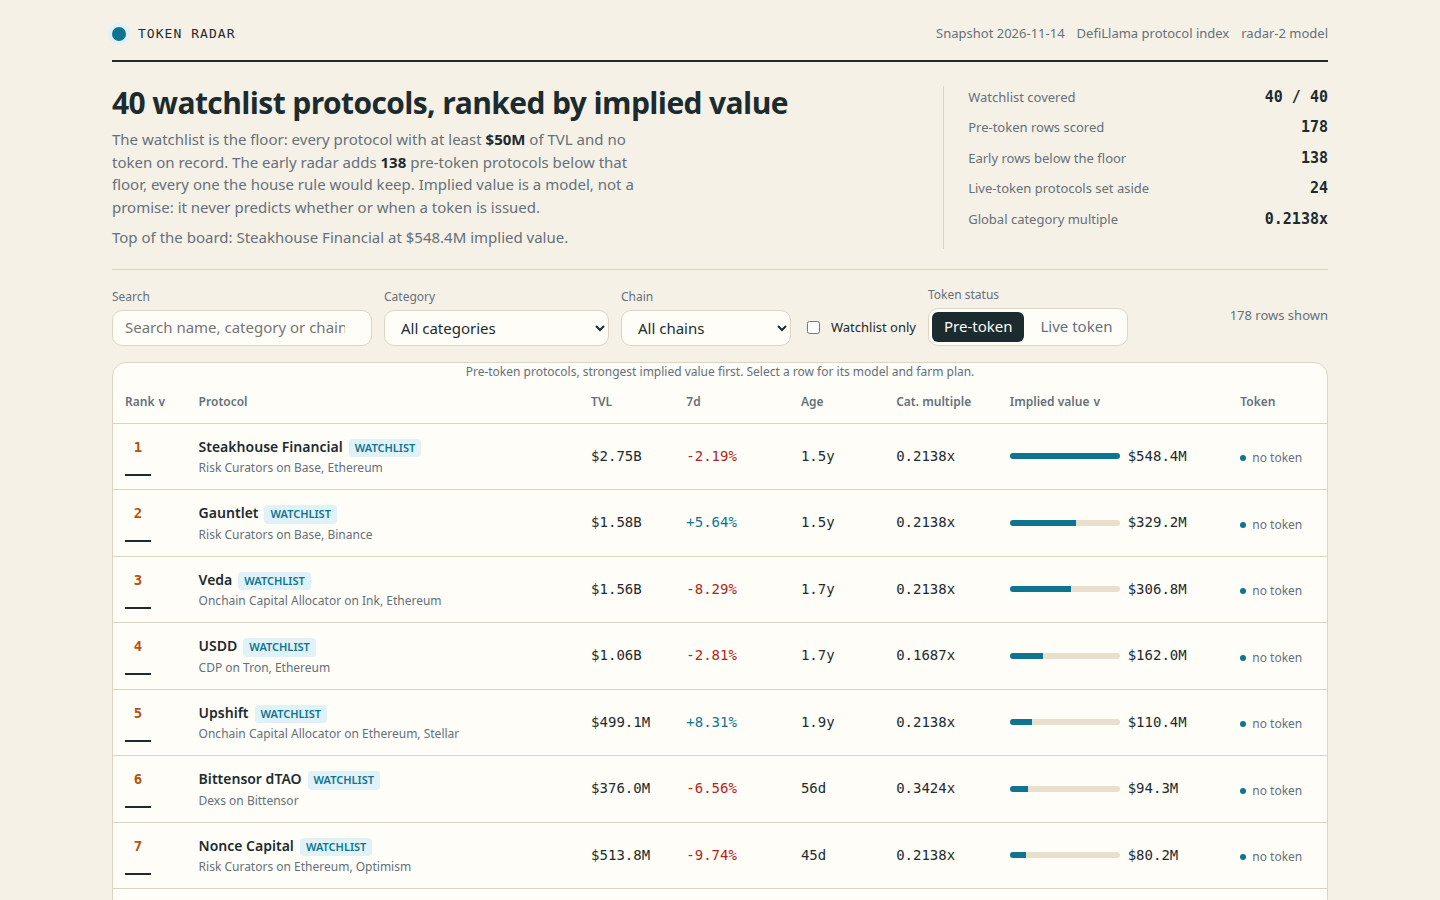 TOKEN RADAR
Snapshot 2026-11-14 DefiLlama protocol index radar-2 model
40 watchlist protocols, ranked by implied value
The watchlist is the floor: every protocol with at least $50M of TVL and no
token on record. The early radar adds 138 pre-token protocols below that
floor, every one the house rule would keep. Implied value is a model, not a
promise: it never predicts whether or when a token is issued.
Top of the board: Steakhouse Financial at $548.4M implied value.
Watchlist covered 40 / 40
Pre-token rows scored 178
Early rows below the floor 138
Live-token protocols set aside 24
Global category multiple 0.2138x
Search
Category
Chain
Token status
Search name, category or chain
All categories
All chains
Watchlist only
Pre-token
Live token
178 rows shown
Pre-token protocols, strongest implied value first. Select a row for its model and farm plan.
Rank v Protocol TVL 7d Age Cat. multiple Implied value v Token
1 Steakhouse Financial WATCHLIST $2.75B -2.19% 1.5y 0.2138x $548.4M no token
Risk Curators on Base, Ethereum
2 Gauntlet WATCHLIST $1.58B +5.64% 1.5y 0.2138x $329.2M no token
Risk Curators on Base, Binance
3 Veda WATCHLIST $1.56B -8.29% 1.7y 0.2138x $306.8M no token
Onchain Capital Allocator on Ink, Ethereum
4 USDD WATCHLIST $1.06B -2.81% 1.7y 0.1687x $162.0M no token
CDP on Tron, Ethereum
5 Upshift WATCHLIST $499.1M +8.31% 1.9y 0.2138x $110.4M no token
Onchain Capital Allocator on Ethereum, Stellar
6 Bittensor dTAO WATCHLIST $376.0M -6.56% 56d 0.3424x $94.3M no token
Dexs on Bittensor
7 Nonce Capital WATCHLIST $513.8M -9.74% 45d 0.2138x $80.2M no token
Risk Curators on Ethereum, Optimism